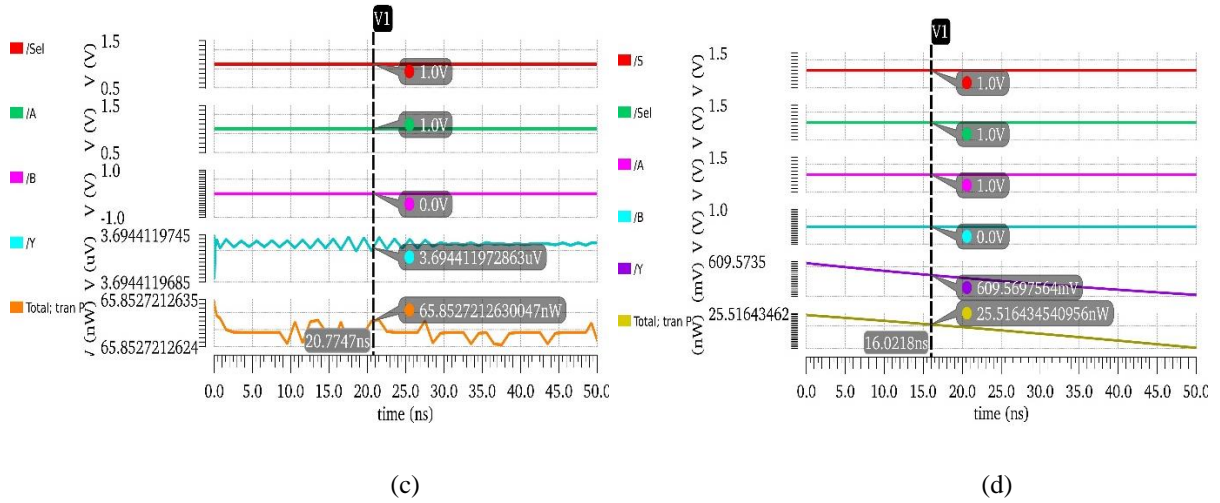 V1
/Sel
V (V)
1.5
0.5
1.0V
/A
V (V)
1.5
0.5
1.0V
/B
V (V)
1.0
-1.0
0.0V
/Y
V (uV)
3.6944119745
3.6944119685
3.694411972863uV
Total; tran P
(nW)
65.8527212635
65.8527212624
65.8527212630047nW
20.7747ns
0.0 5.0 10.0 15.0 20.0 25.0 30.0 35.0 40.0 45.0 50.0
time (ns)
(c)
V1
/S
V (V)
1.5
1.0V
/Sel
V (V)
1.5
1.0V
/A
V (V)
1.5
1.0V
/B
V (V)
1.0
0.0V
/Y
(mV)
609.5735
609.5697564mV
Total; tran P
(nW)
25.51643462
25.516434540956nW
16.0218ns
0.0 5.0 10.0 15.0 20.0 25.0 30.0 35.0 40.0 45.0 50.0
time (ns)
(d)